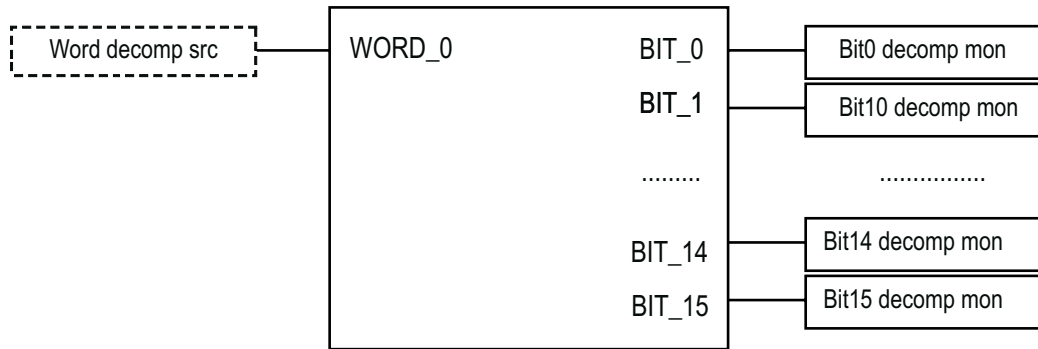 Word decomp src
WORD_0
BIT_0
Bit0 decomp mon
BIT_1
Bit10 decomp mon
.........
................
BIT_14
Bit14 decomp mon
BIT_15
Bit15 decomp mon